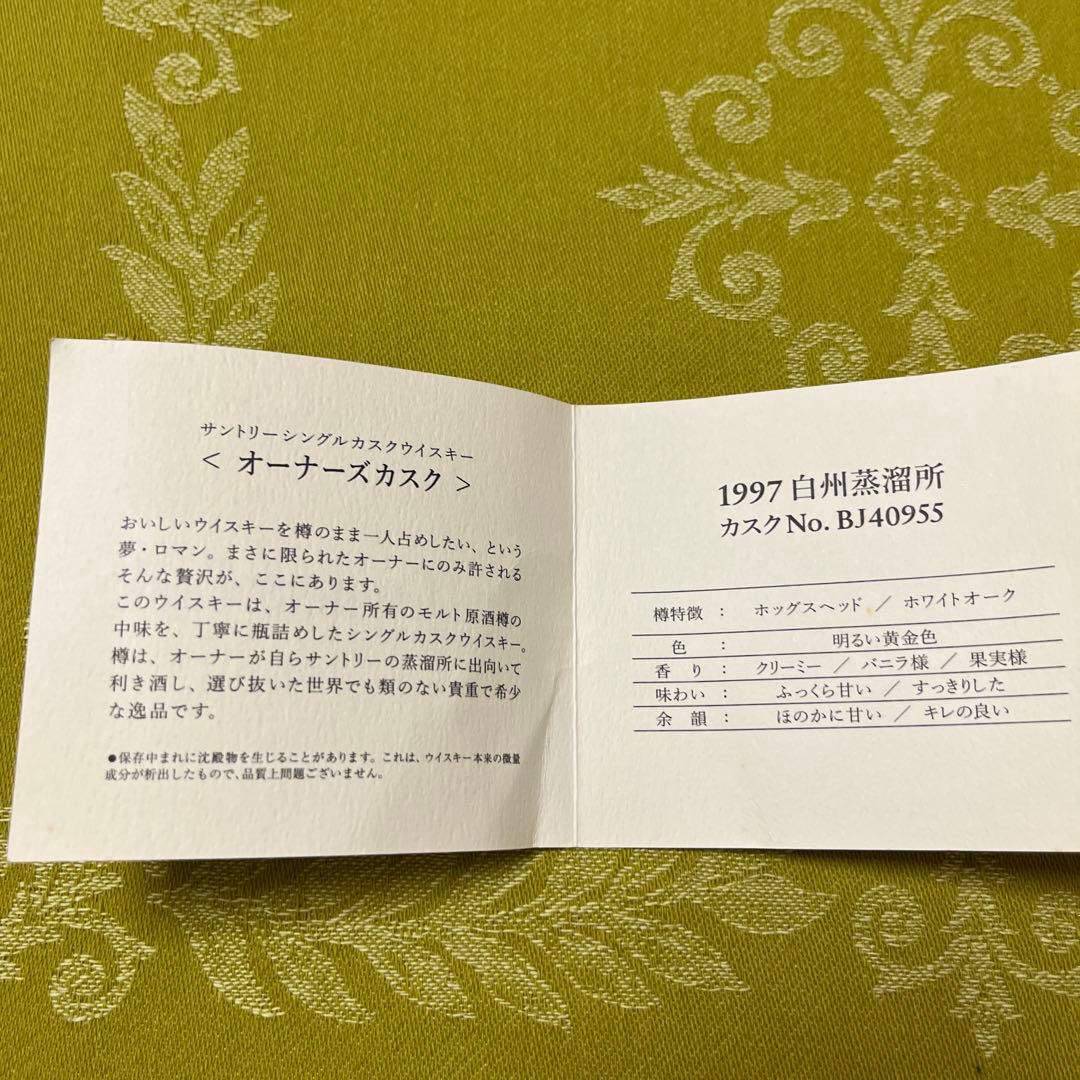 サントリーシングルカスクウイスキー
< オーナーズカスク >
おいしいウイスキーを樽のまま一人占めしたい、という
夢・ロマン。まさに限られたオーナーにのみ許される
そんな贅沢が、ここにあります。
このウイスキーは、オーナー所有のモルト原酒樽の
中味を、丁寧に瓶詰めしたシングルカスクウイスキー。
樽は、オーナーが自らサントリーの蒸溜所に出向いて
利き酒し、選び抜いた世界でも類のない貴重で希少
な逸品です。
●保存中まれに沈殿物を生じることがあります。これは、ウイスキー本来の微量
成分が析出したもので、品質上問題ございません。
1997 白州蒸溜所
カスクNo. BJ40955
樽特徴 : ホッグスヘッド / ホワイトオーク
色 : 明るい黄金色
香り : クリーミー / バニラ様 / 果実様
味わい : ふっくら甘い / すっきりした
余韻 : ほのかに甘い / キレの良い